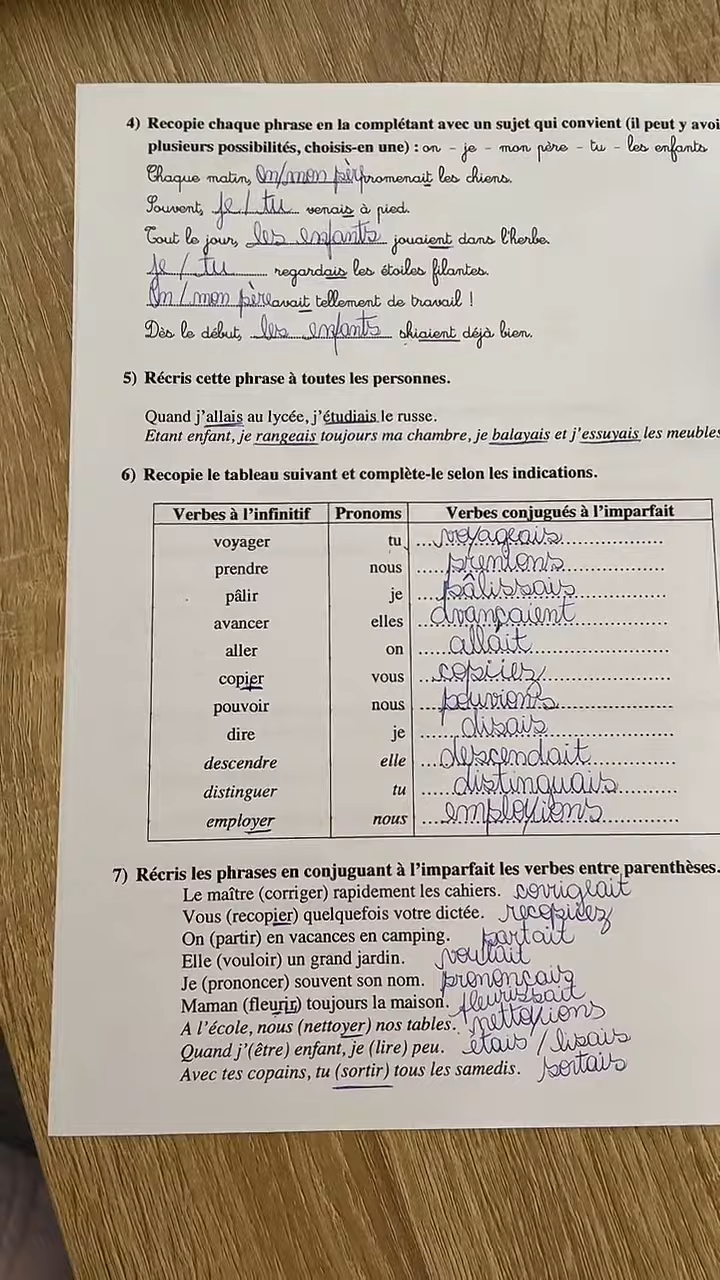 4) Recopie chaque phrase en la complétant avec un sujet qui convient (il peut y avoi
plusieurs possibilités, choisis-en une) : on - je - mon père - tu - les enfants
Chaque matin, On/mon pèr promenait les chiens.
Souvent, je / tu venais à pied.
Tout le jour, les enfants jouaient dans l'herbe.
je / tu regardais les étoiles filantes.
On / mon père avait tellement de travail !
Dès le début, les enfants skiaient déjà bien.
5) Récris cette phrase à toutes les personnes.
Quand j'allais au lycée, j'étudiais le russe.
Etant enfant, je rangeais toujours ma chambre, je balayais et j'essuyais les meubles
6) Recopie le tableau suivant et complète-le selon les indications.
Verbes à l'infinitif Pronoms Verbes conjugués à l'imparfait
voyager tu voyageais
prendre nous prenions
pâlir je pâlissais
avancer elles avançaient
aller on allait
copier vous copiiez
pouvoir nous pouvions
dire je disais
descendre elle descendait
distinguer tu distinguais
employer nous employions
7) Récris les phrases en conjuguant à l'imparfait les verbes entre parenthèses.
Le maître (corriger) rapidement les cahiers. corrigeait
Vous (recopier) quelquefois votre dictée. recopiiez
On (partir) en vacances en camping. partait
Elle (vouloir) un grand jardin. voulait
Je (prononcer) souvent son nom. prononçais
Maman (fleurir) toujours la maison. fleurissait
A l'école, nous (nettoyer) nos tables. nettoyions
Quand j'(être) enfant, je (lire) peu. étais / lisais
Avec tes copains, tu (sortir) tous les samedis. sortais